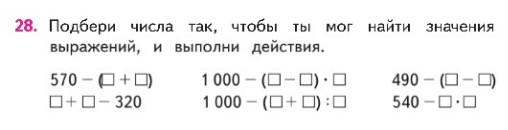 28. Подбери числа так, чтобы ты мог найти значения
выражений, и выполни действия.
570 − (□ + □) 1 000 − (□ − □) · □ 490 − (□ − □)
□ + □ − 320 1 000 − (□ + □) : □ 540 − □ · □